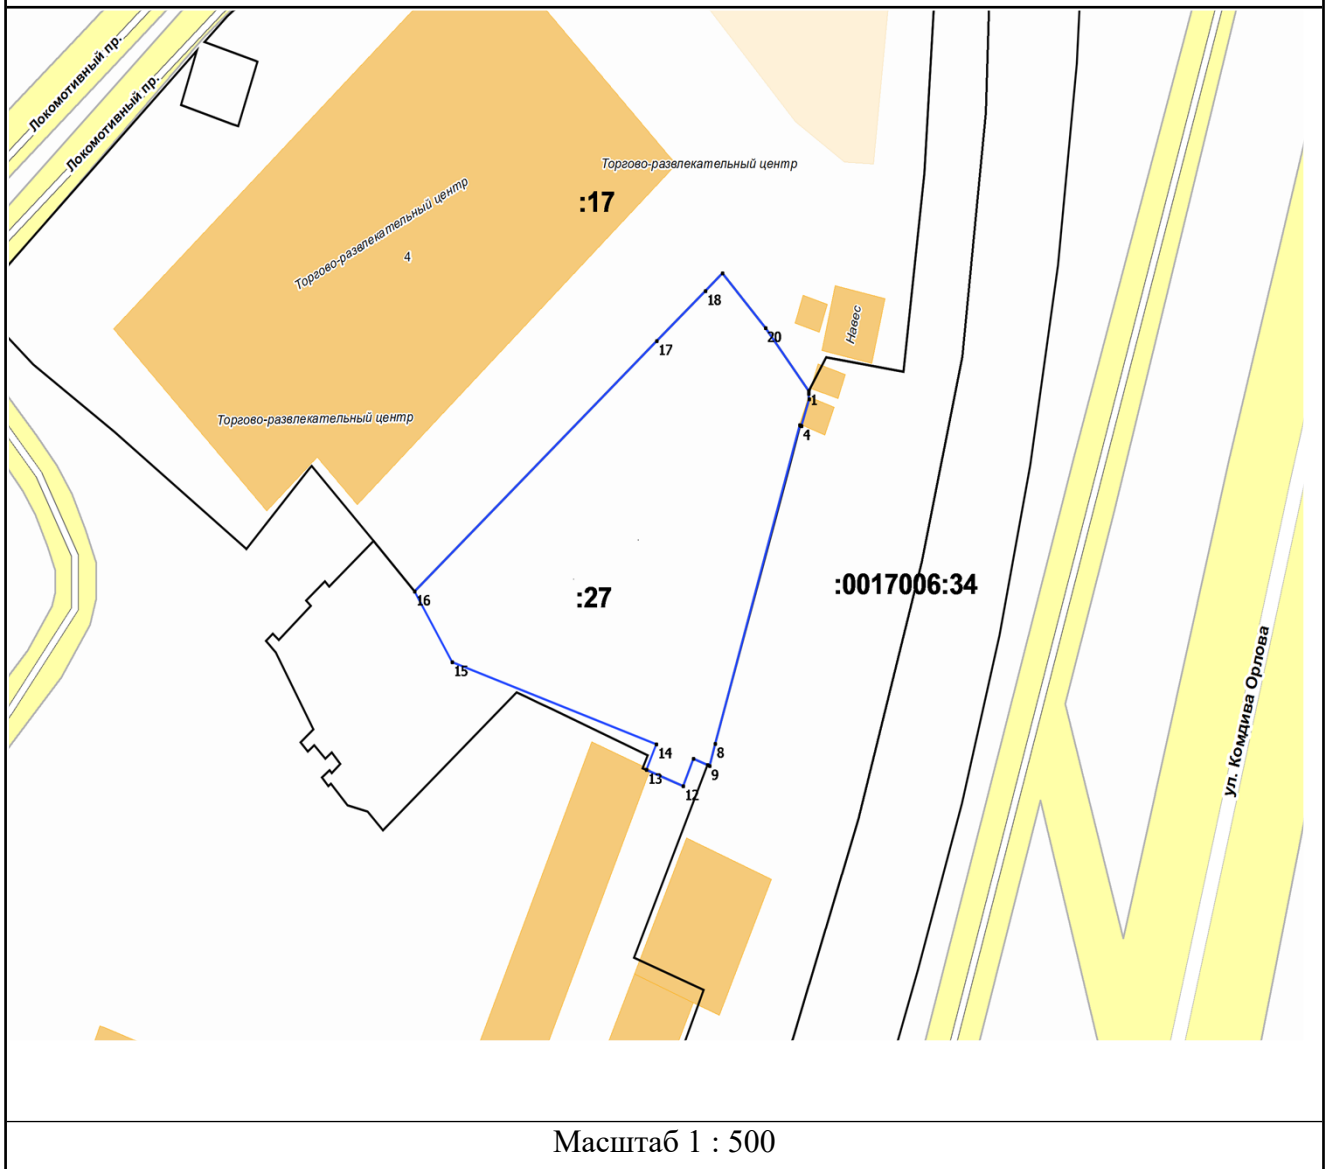 Локомотивный пр.
Локомотивный пр.
Торгово-развлекательный центр
Торгово-развлекательный центр
:17
4
18
20
Навес
17
1
Торгово-развлекательный центр
4
:0017006:34
:27
16
ул. Комдива Орлова
15
14
8
13
9
12
Масштаб 1 : 500